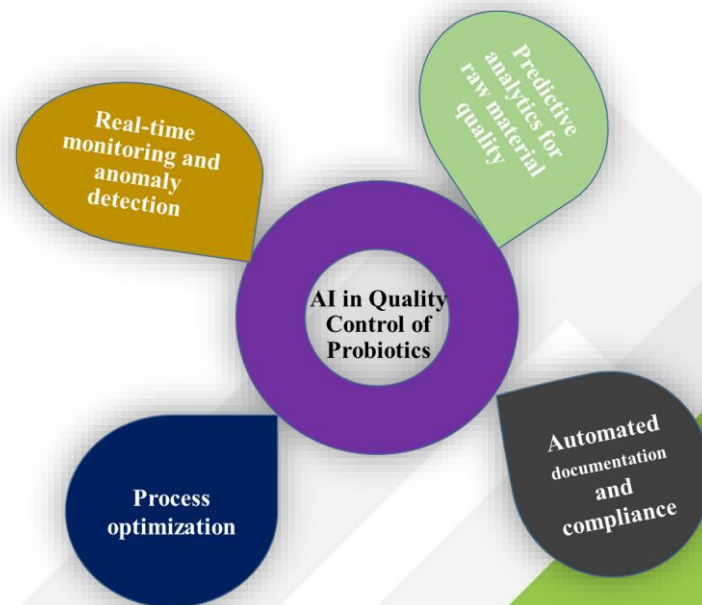 Real-time
monitoring and
anomaly
detection
Predictive
analytics for
raw material
quality
AI in Quality
Control of
Probiotics
Process
optimization
Automated
documentation
and
compliance